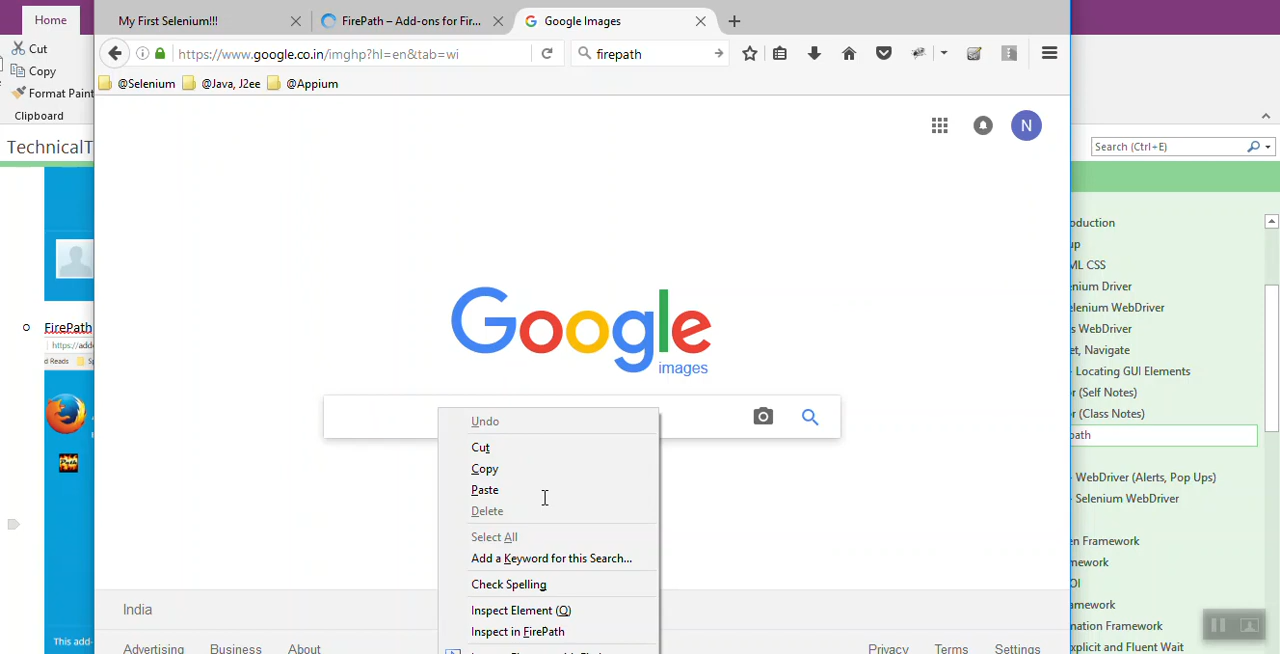 Home
My First Selenium!!!
FirePath – Add-ons for Fir...
Google Images
Cut
Copy
Format Paint
Clipboard
https://www.google.co.in/imghp?hl=en&tab=wi
firepath
@Selenium
@Java, J2ee
@Appium
N
TechnicalT
Search (Ctrl+E)
Google
images
Undo
Cut
Copy
Paste
Delete
Select All
Add a Keyword for this Search...
Check Spelling
Inspect Element (Q)
Inspect in FirePath
India
Advertising
Business
About
Privacy
Terms
Settings
FirePath
https://add
d Reads
This add-
oduction
up
ML CSS
enium Driver
elenium WebDriver
s WebDriver
et, Navigate
- Locating GUI Elements
r (Self Notes)
r (Class Notes)
path
WebDriver (Alerts, Pop Ups)
- Selenium WebDriver
en Framework
mework
OI
amework
nation Framework
xplicit and Fluent Wait